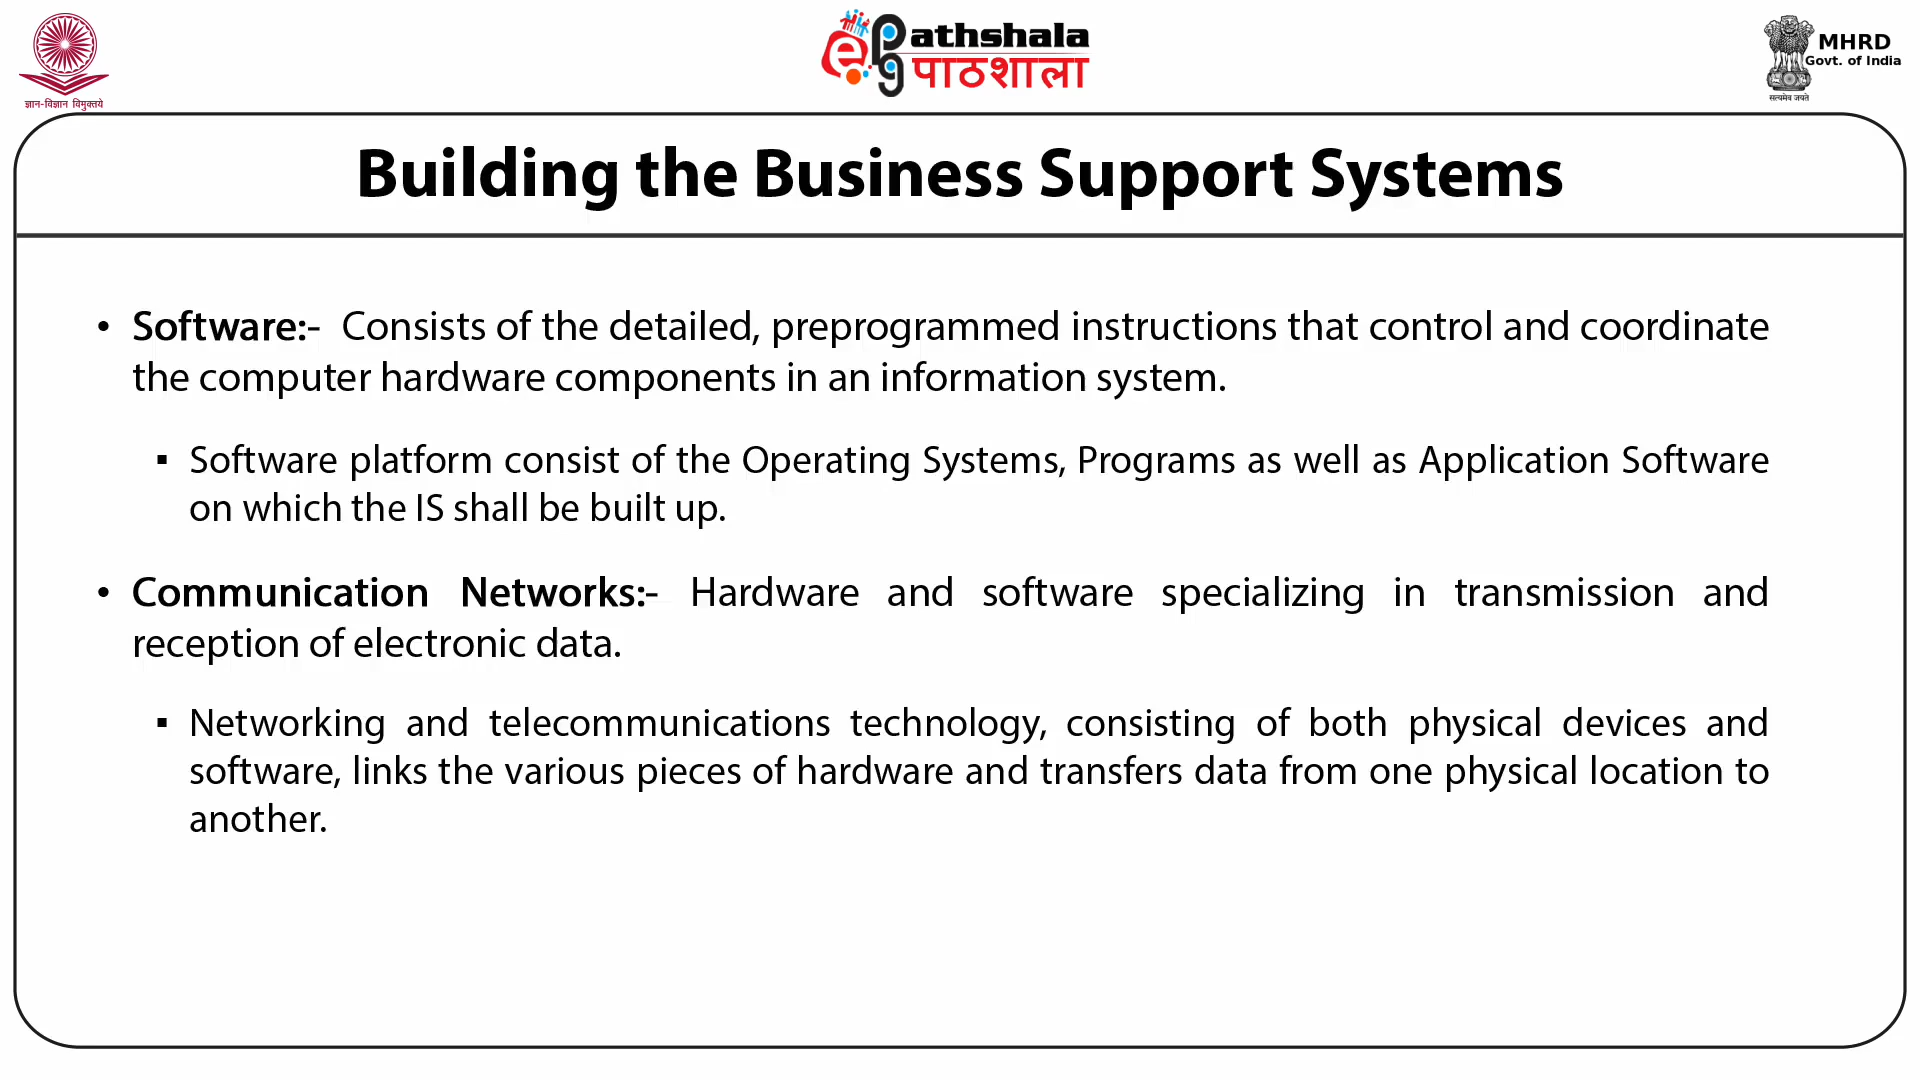 ज्ञान-विज्ञान विमुक्तये
e Pg Pathshala
पाठशाला
MHRD
Govt. of India
सत्यमेव जयते
Building the Business Support Systems
• Software:- Consists of the detailed, preprogrammed instructions that control and coordinate
the computer hardware components in an information system.
▪ Software platform consist of the Operating Systems, Programs as well as Application Software
on which the IS shall be built up.
• Communication Networks:- Hardware and software specializing in transmission and
reception of electronic data.
▪ Networking and telecommunications technology, consisting of both physical devices and
software, links the various pieces of hardware and transfers data from one physical location to
another.